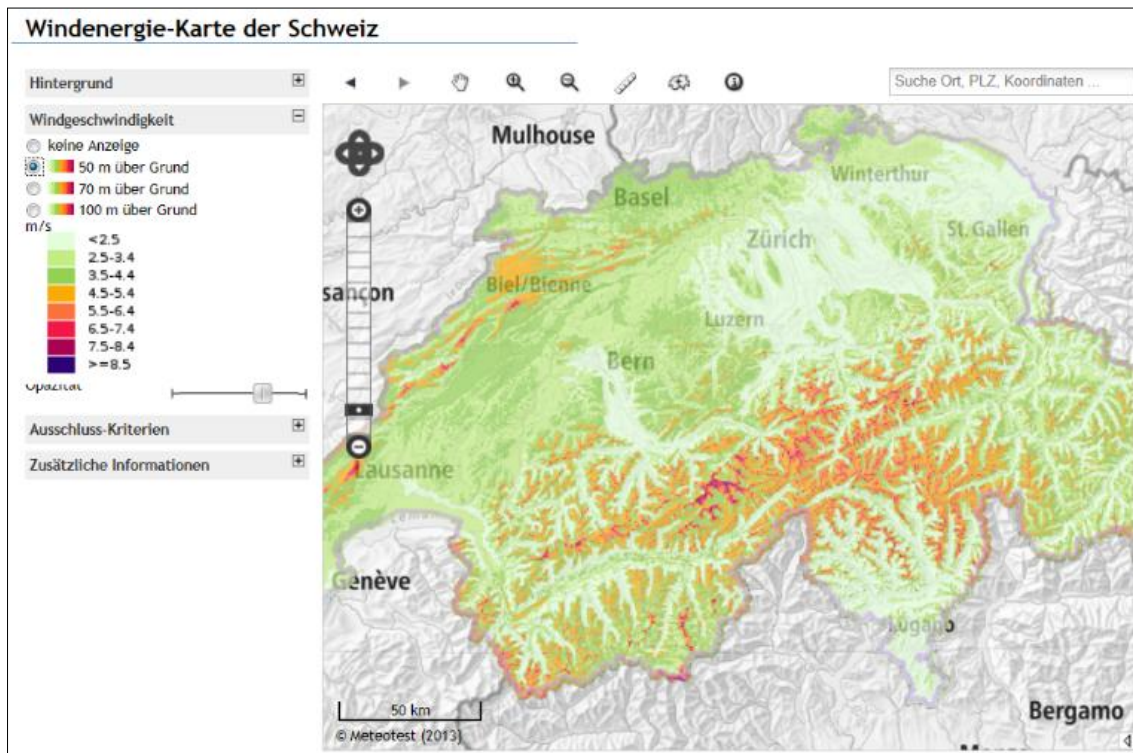 Windenergie-Karte der Schweiz
Hintergrund
Windgeschwindigkeit
keine Anzeige
50 m über Grund
70 m über Grund
100 m über Grund
m/s
<2.5
2.5-3.4
3.5-4.4
4.5-5.4
5.5-6.4
6.5-7.4
7.5-8.4
>=8.5
Opazität
Ausschluss-Kriterien
Zusätzliche Informationen
Suche Ort, PLZ, Koordinaten ...
Mulhouse
Winterthur
Basel
Zürich
St. Gallen
Biel/Bienne
sançon
Luzern
Bern
Lausanne
Genève
Lugano
50 km
Bergamo
© Meteotest (2013)